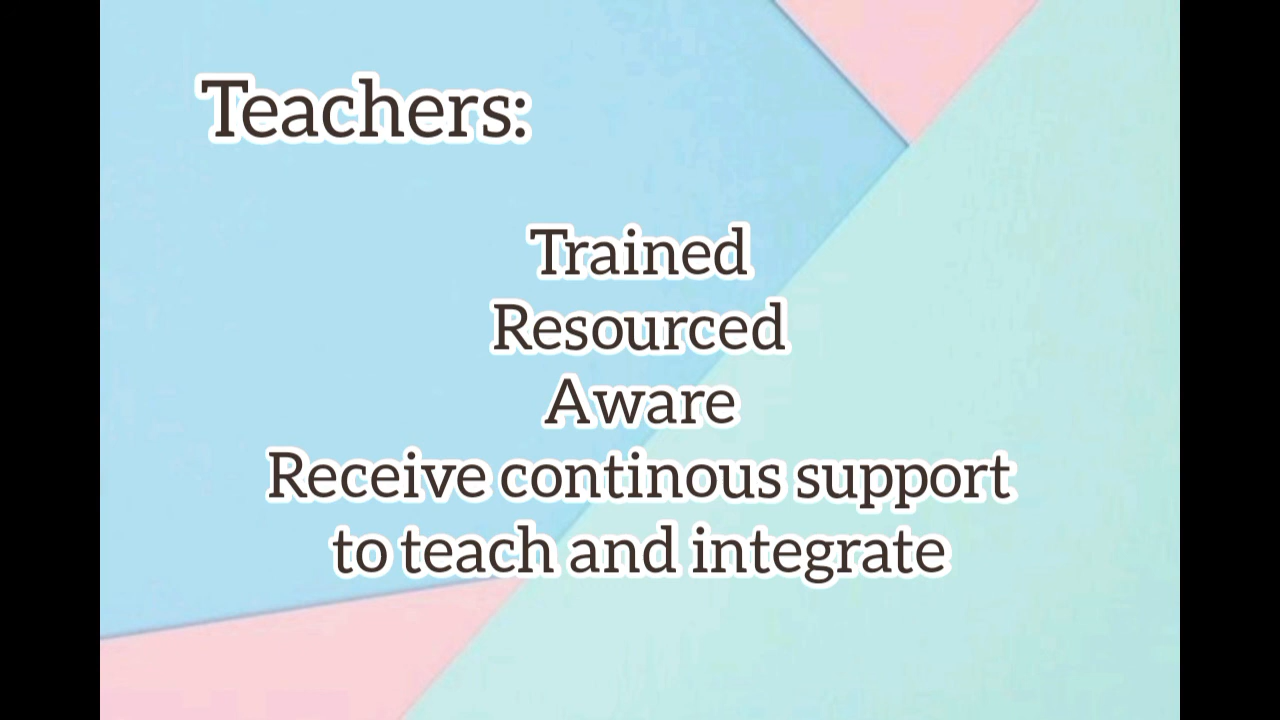 Teachers:
Trained
Resourced
Aware
Receive continous support
to teach and integrate